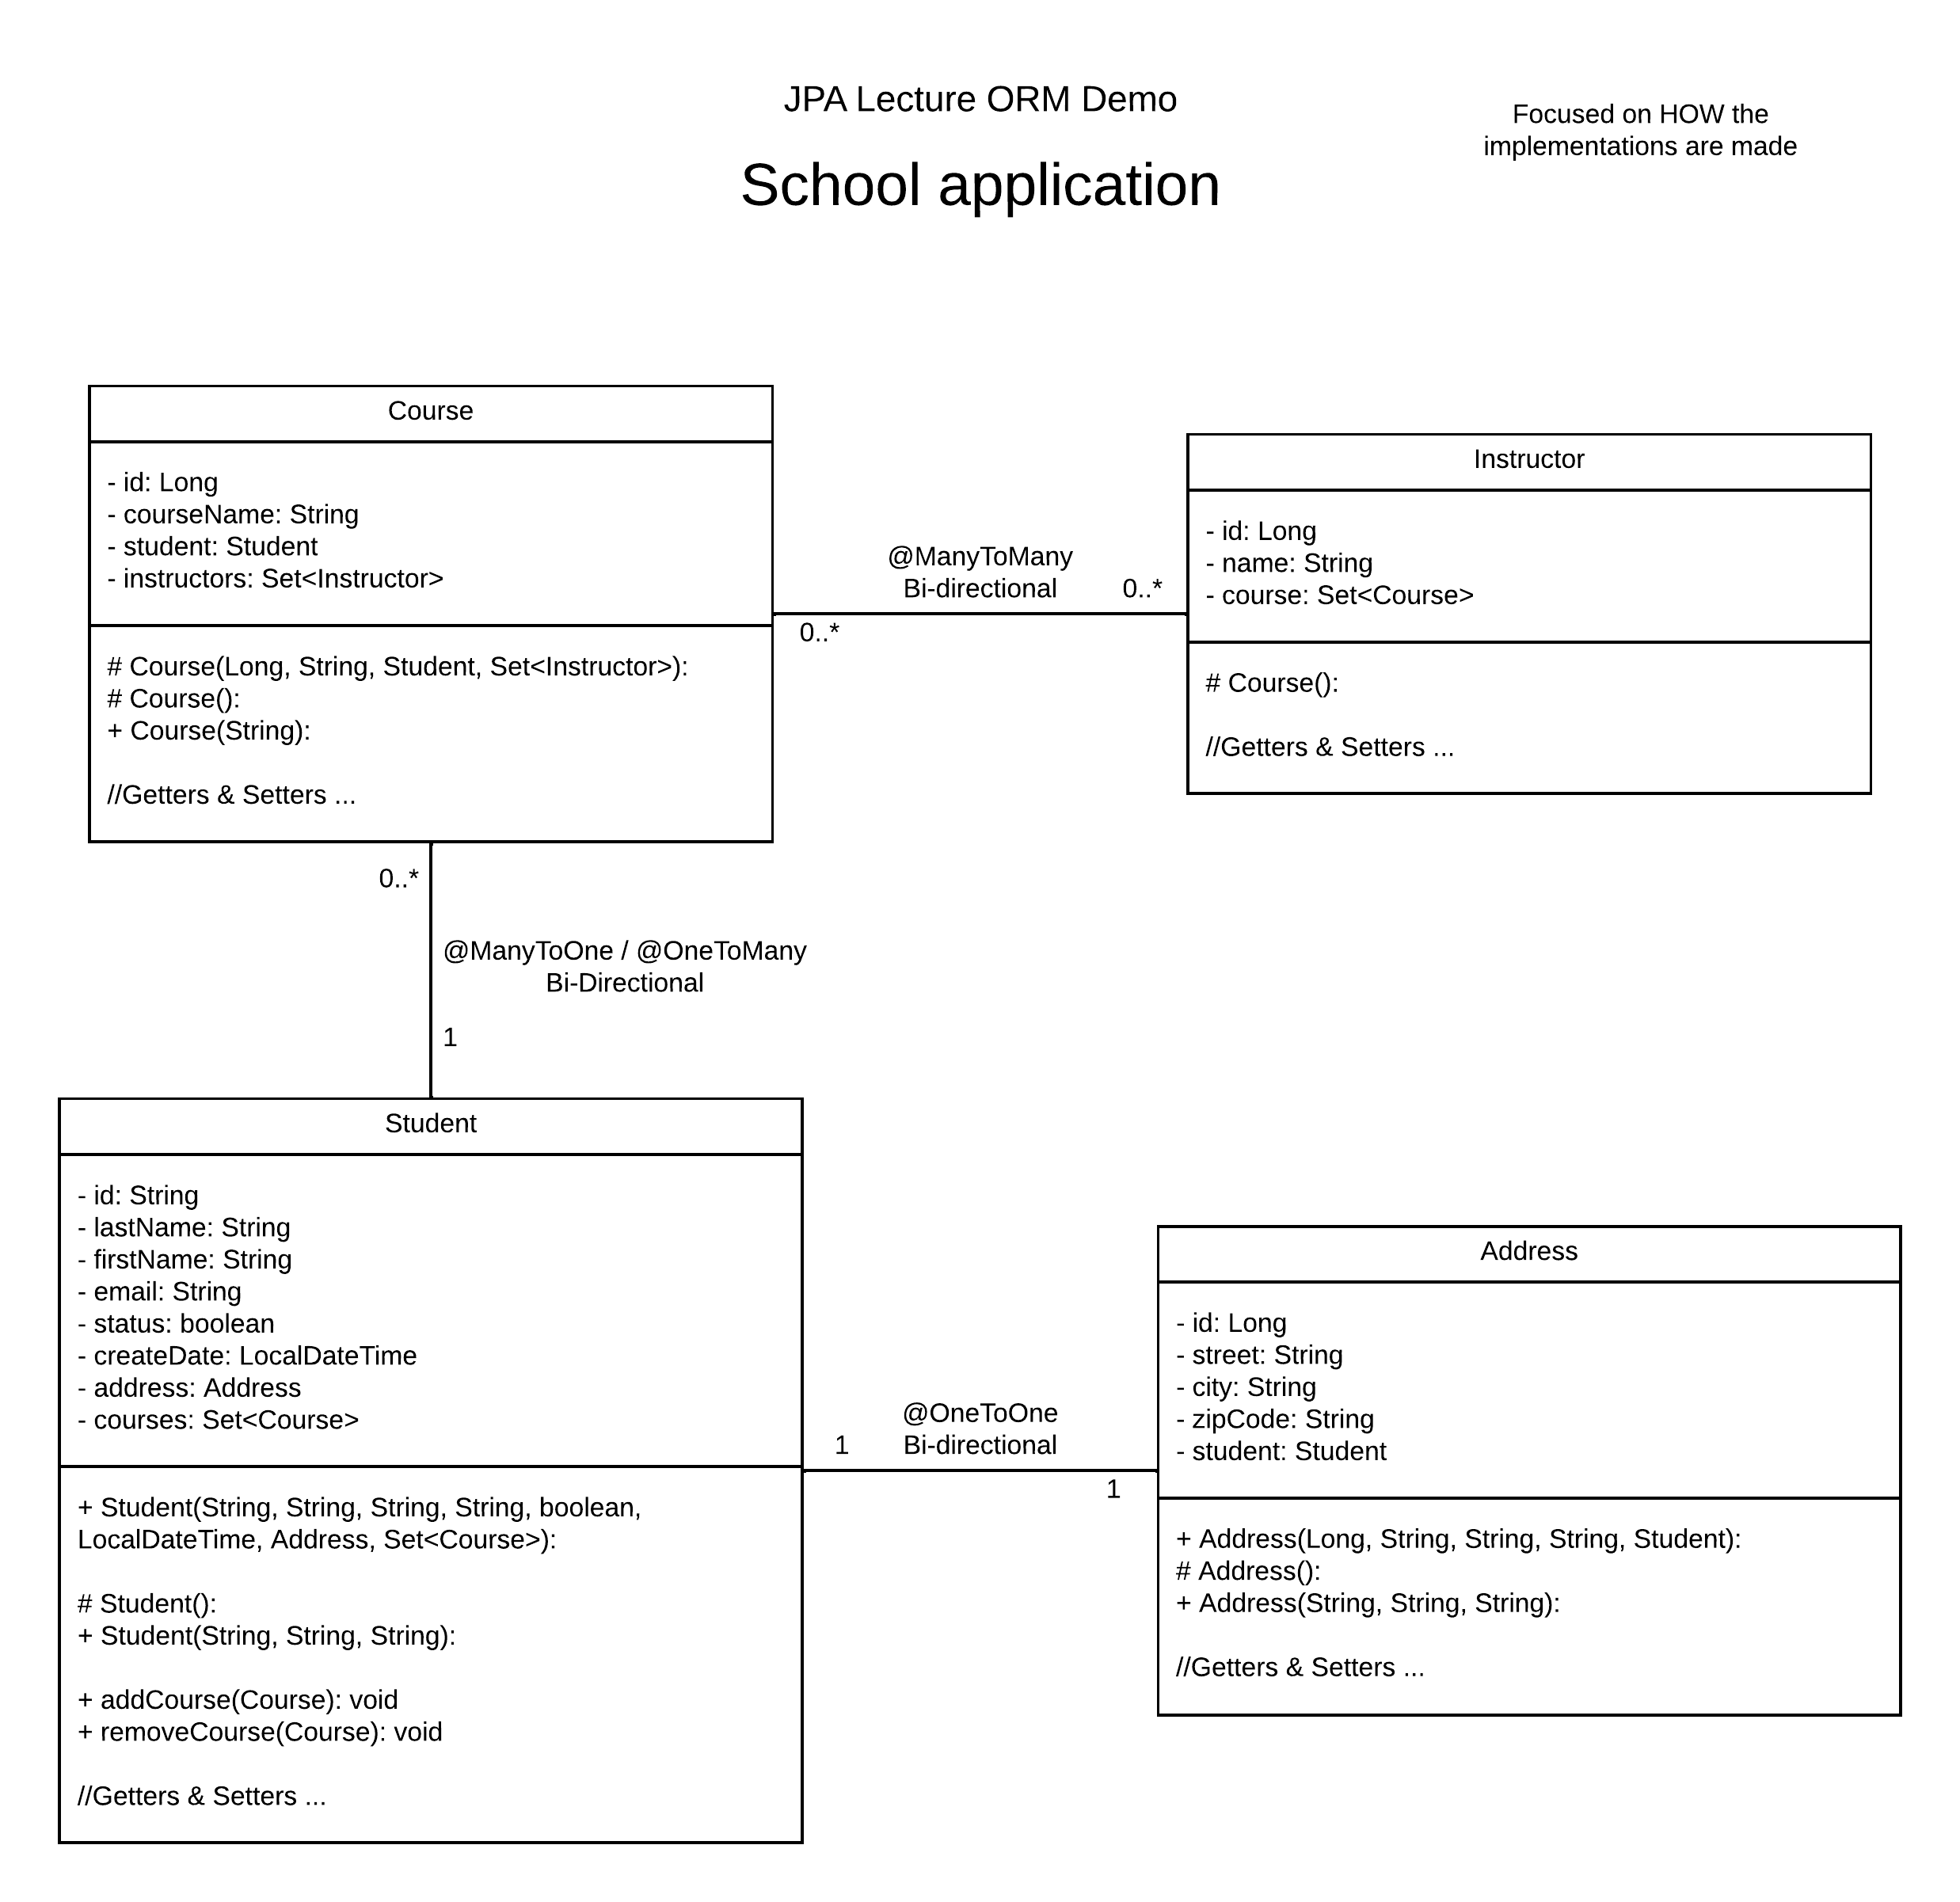 JPA Lecture ORM Demo
School application
Focused on HOW the
implementations are made
Course
- id: Long
- courseName: String
- student: Student
- instructors: Set<Instructor>
# Course(Long, String, Student, Set<Instructor>):
# Course():
+ Course(String):
//Getters & Setters ...
@ManyToMany
Bi-directional
0..*
0..*
Instructor
- id: Long
- name: String
- course: Set<Course>
# Course():
//Getters & Setters ...
0..*
@ManyToOne / @OneToMany
Bi-Directional
1
Student
- id: String
- lastName: String
- firstName: String
- email: String
- status: boolean
- createDate: LocalDateTime
- address: Address
- courses: Set<Course>
+ Student(String, String, String, String, boolean,
LocalDateTime, Address, Set<Course>):
# Student():
+ Student(String, String, String):
+ addCourse(Course): void
+ removeCourse(Course): void
//Getters & Setters ...
@OneToOne
Bi-directional
1
1
Address
- id: Long
- street: String
- city: String
- zipCode: String
- student: Student
+ Address(Long, String, String, String, Student):
# Address():
+ Address(String, String, String):
//Getters & Setters ...